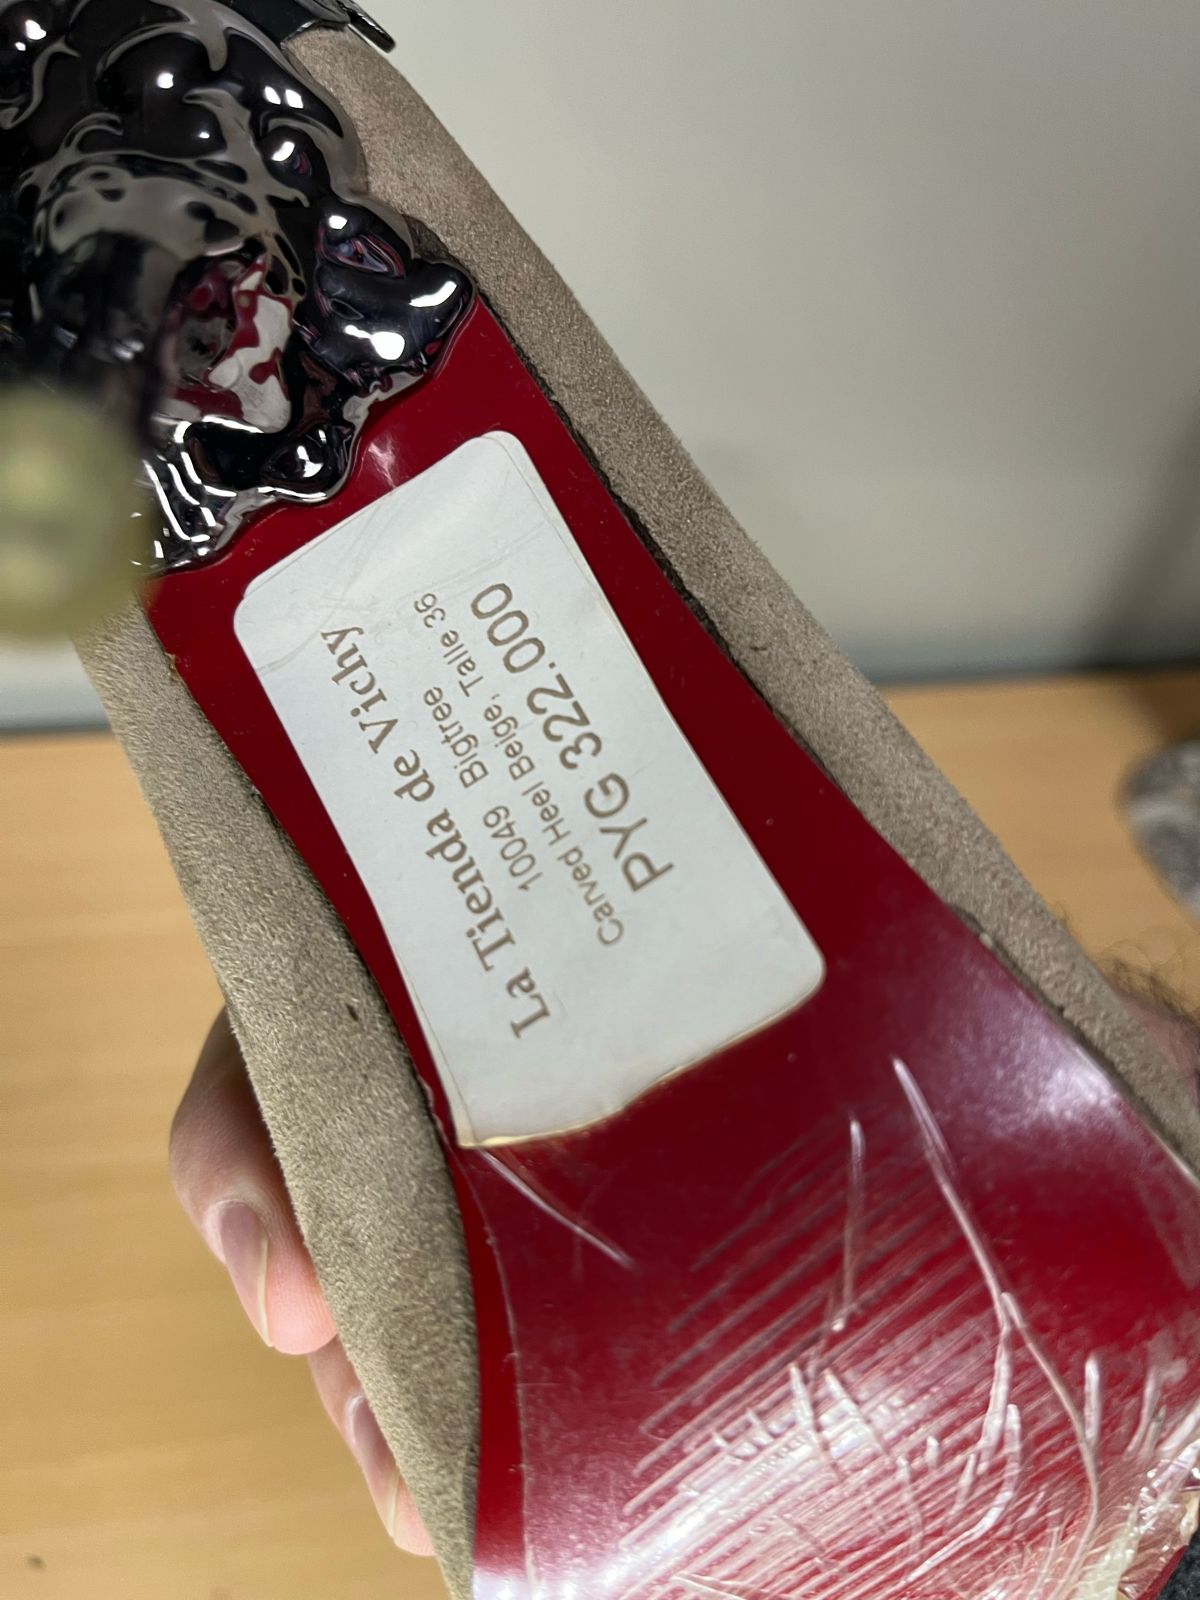 La Tienda de Vichy
10049 Bigtree
Carved Heel Beige, Talle 36
PYG 322.000